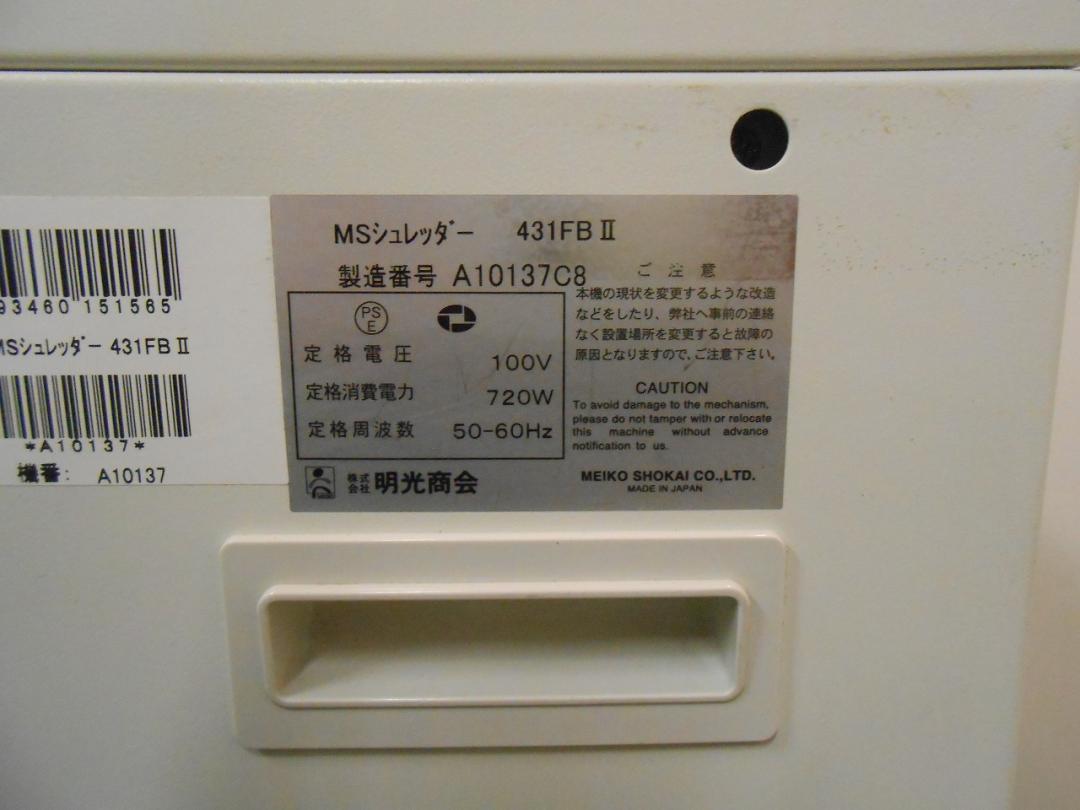 93460 151565
MSシュレッダー 431FBⅡ
*A10137*
機番: A10137
MSシュレッダー 431FBⅡ
製造番号 A10137C8
PS
E
定格電圧 100V
定格消費電力 720W
定格周波数 50-60Hz
株式会社 明光商会
ご注意
本機の現状を変更するような改造
などをしたり、弊社へ事前の連絡
なく設置場所を変更すると故障の
原因となりますので、ご注意下さい。
CAUTION
To avoid damage to the mechanism,
please do not tamper with or relocate
this machine without advance
notification to us.
MEIKO SHOKAI CO.,LTD.
MADE IN JAPAN